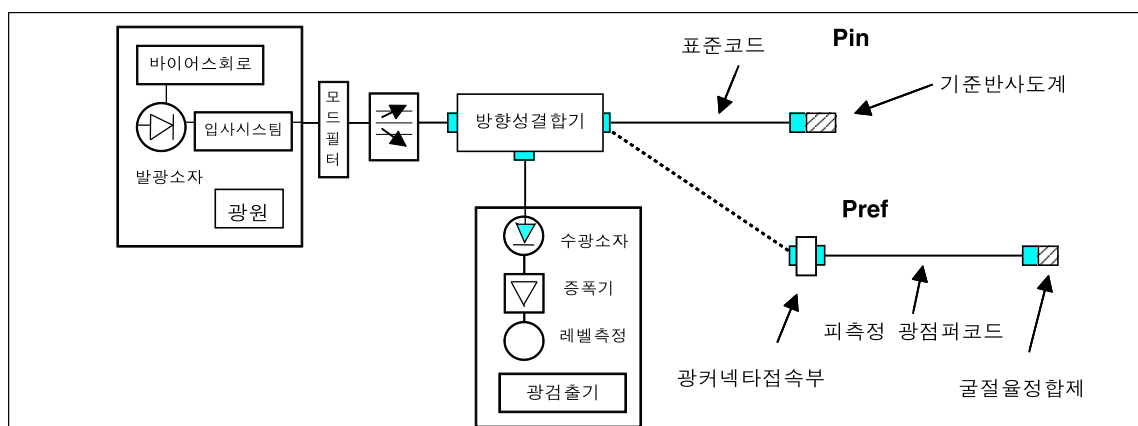 바이어스회로
입사시스팀
발광소자
광원
모드필터
방향성결합기
표준코드
Pin
기준반사도계
수광소자
증폭기
레벨측정
광검출기
Pref
피측정 광점퍼코드
광커넥타접속부
굴절율정합제